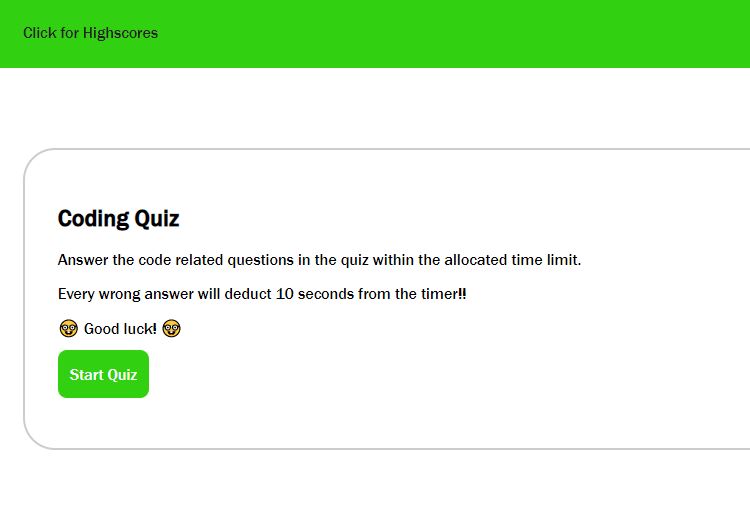 Click for Highscores
Coding Quiz
Answer the code related questions in the quiz within the allocated time limit.
Every wrong answer will deduct 10 seconds from the timer!!
🤓 Good luck! 🤓
Start Quiz